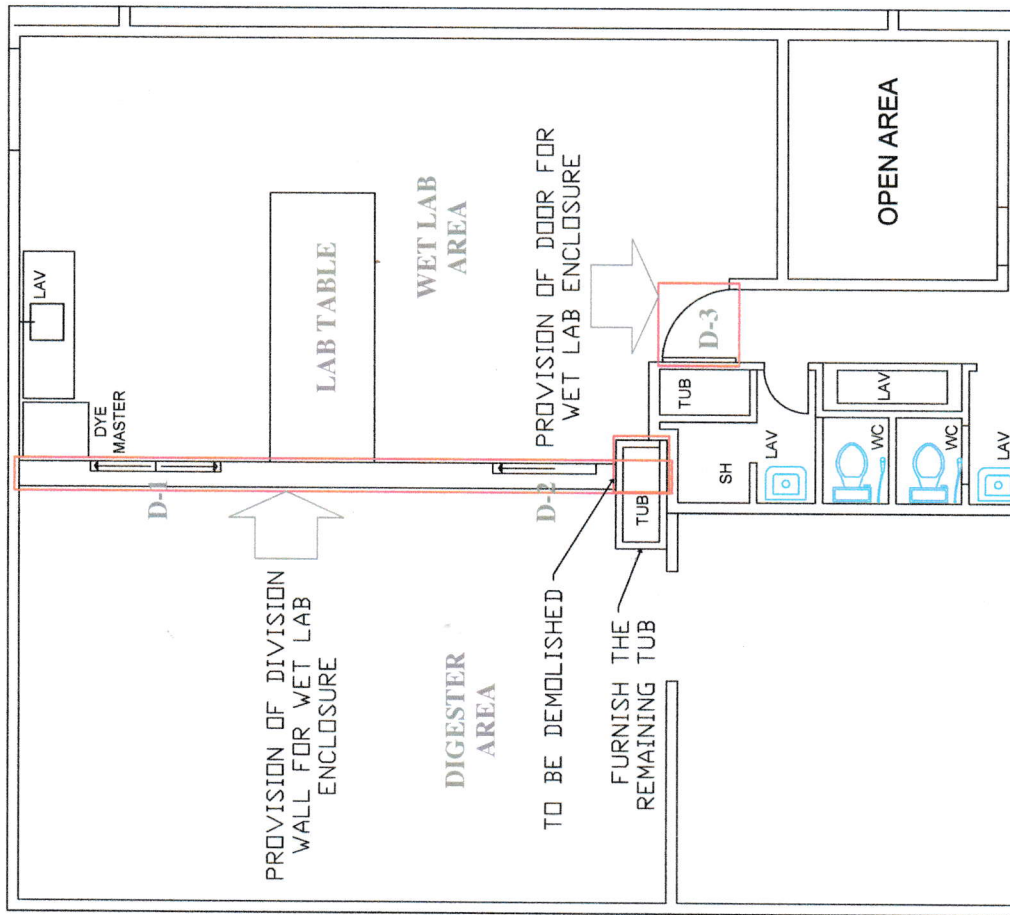 LAV
DYE
MASTER
LAB TABLE
WET LAB
AREA
PROVISION OF DOOR FOR
WET LAB ENCLOSURE
OPEN AREA
D-1
D-2
D-3
PROVISION OF DIVISION
WALL FOR WET LAB
ENCLOSURE
DIGESTER
AREA
TO BE DEMOLISHED
FURNISH THE
REMAINING TUB
TUB
TUB
SH
LAV
LAV
WC
WC
LAV